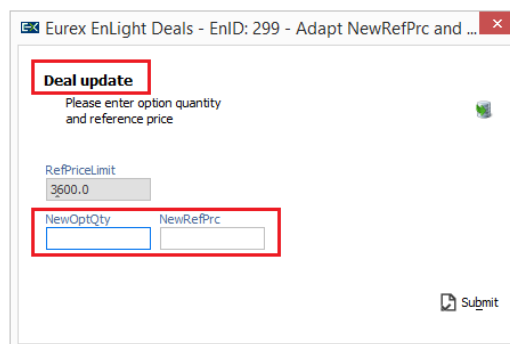 Eurex EnLight Deals - EnID: 299 - Adapt NewRefPrc and ...
Deal update
Please enter option quantity
and reference price
RefPriceLimit
3600.0
NewOptQty NewRefPrc
Submit